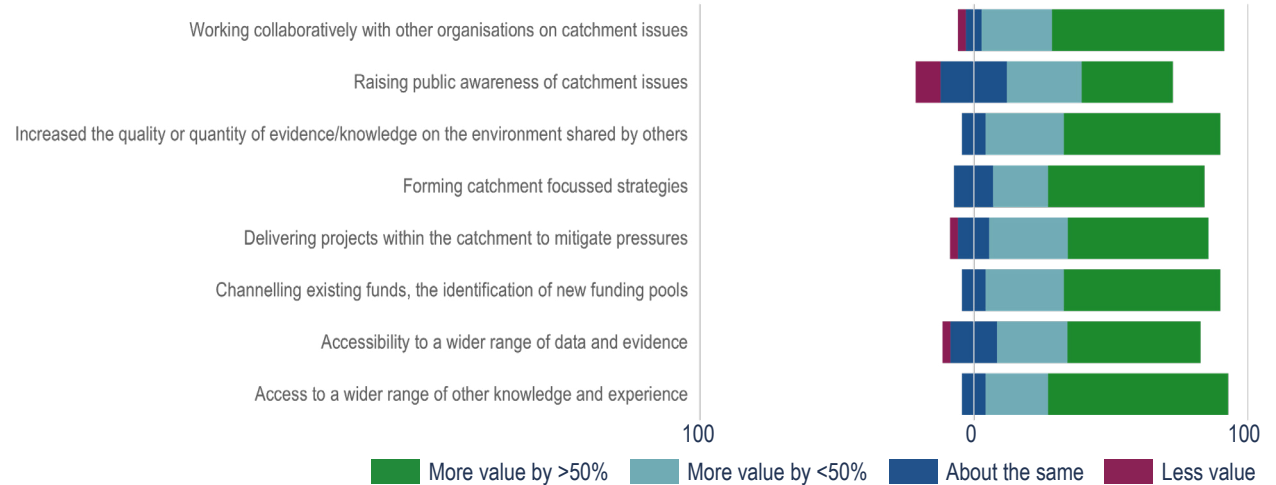 Working collaboratively with other organisations on catchment issues
Raising public awareness of catchment issues
Increased the quality or quantity of evidence/knowledge on the environment shared by others
Forming catchment focussed strategies
Delivering projects within the catchment to mitigate pressures
Channelling existing funds, the identification of new funding pools
Accessibility to a wider range of data and evidence
Access to a wider range of other knowledge and experience
100 0 100
More value by >50% More value by <50% About the same Less value